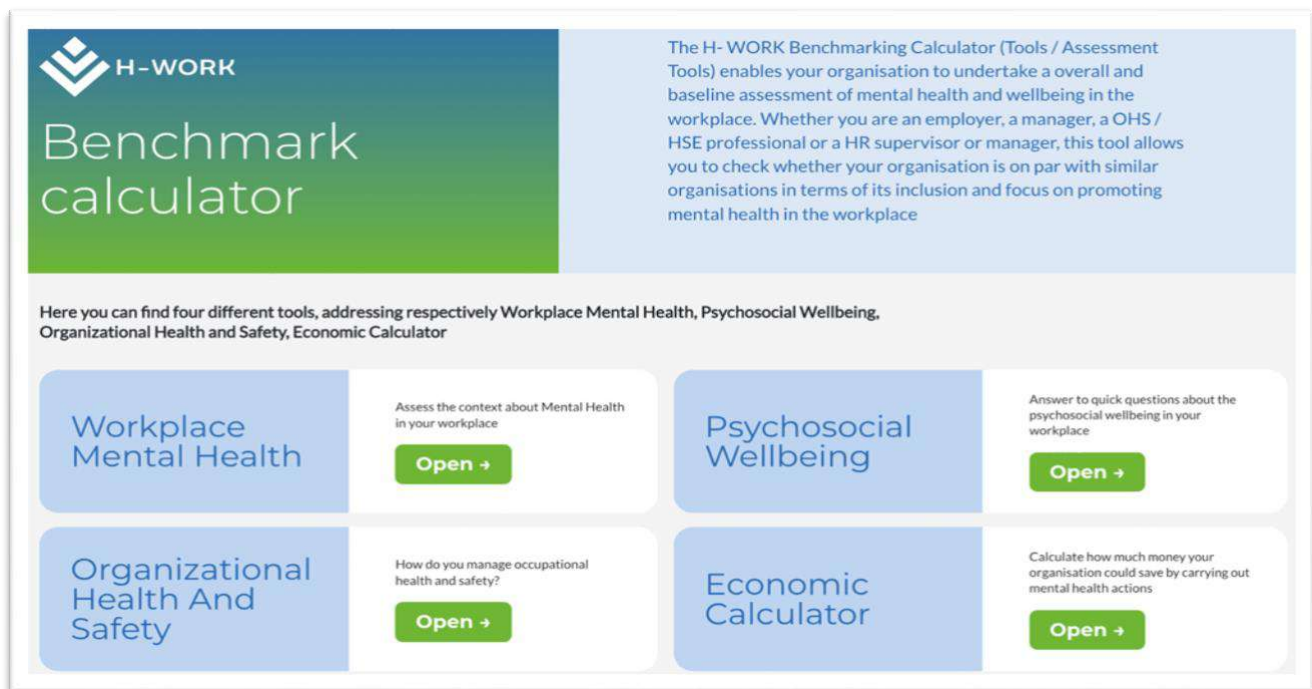 H-WORK
Benchmark
calculator
The H- WORK Benchmarking Calculator (Tools / Assessment
Tools) enables your organisation to undertake a overall and
baseline assessment of mental health and wellbeing in the
workplace. Whether you are an employer, a manager, a OHS /
HSE professional or a HR supervisor or manager, this tool allows
you to check whether your organisation is on par with similar
organisations in terms of its inclusion and focus on promoting
mental health in the workplace
Here you can find four different tools, addressing respectively Workplace Mental Health, Psychosocial Wellbeing,
Organizational Health and Safety, Economic Calculator
Workplace
Mental Health
Assess the context about Mental Health
in your workplace
Open →
Psychosocial
Wellbeing
Answer to quick questions about the
psychosocial wellbeing in your
workplace
Open →
Organizational
Health And
Safety
How do you manage occupational
health and safety?
Open →
Economic
Calculator
Calculate how much money your
organisation could save by carrying out
mental health actions
Open →